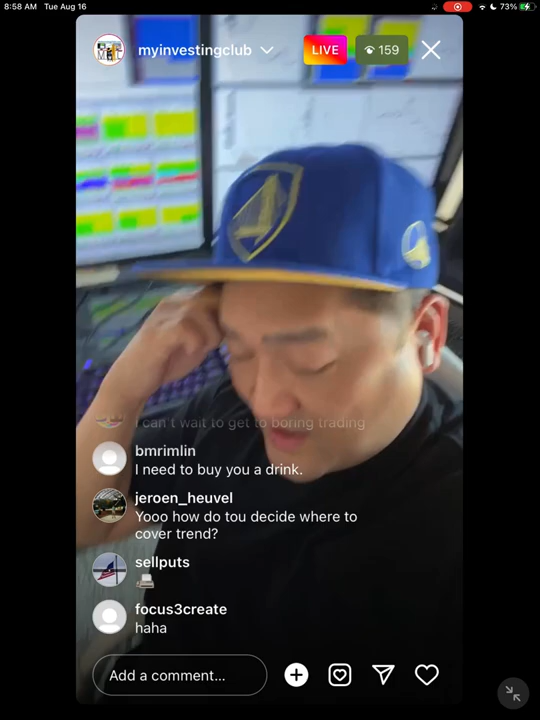 8:58 AM Tue Aug 16
73%
myinvestingclub
LIVE
159
I can't wait to get to boring trading
bmrimlin
I need to buy you a drink.
jeroen_heuvel
Yooo how do tou decide where to
cover trend?
sellputs
focus3create
haha
Add a comment...